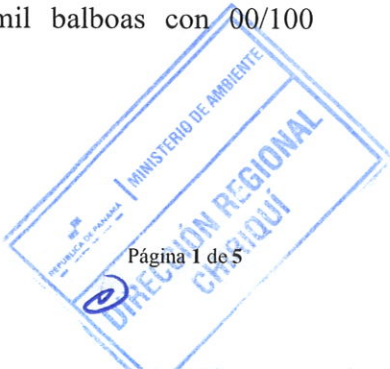 mil balboas con 00/100
REPÚBLICA DE PANAMÁ
MINISTERIO DE AMBIENTE
DIRECCIÓN REGIONAL
CHIRIQUÍ
Página 1 de 5